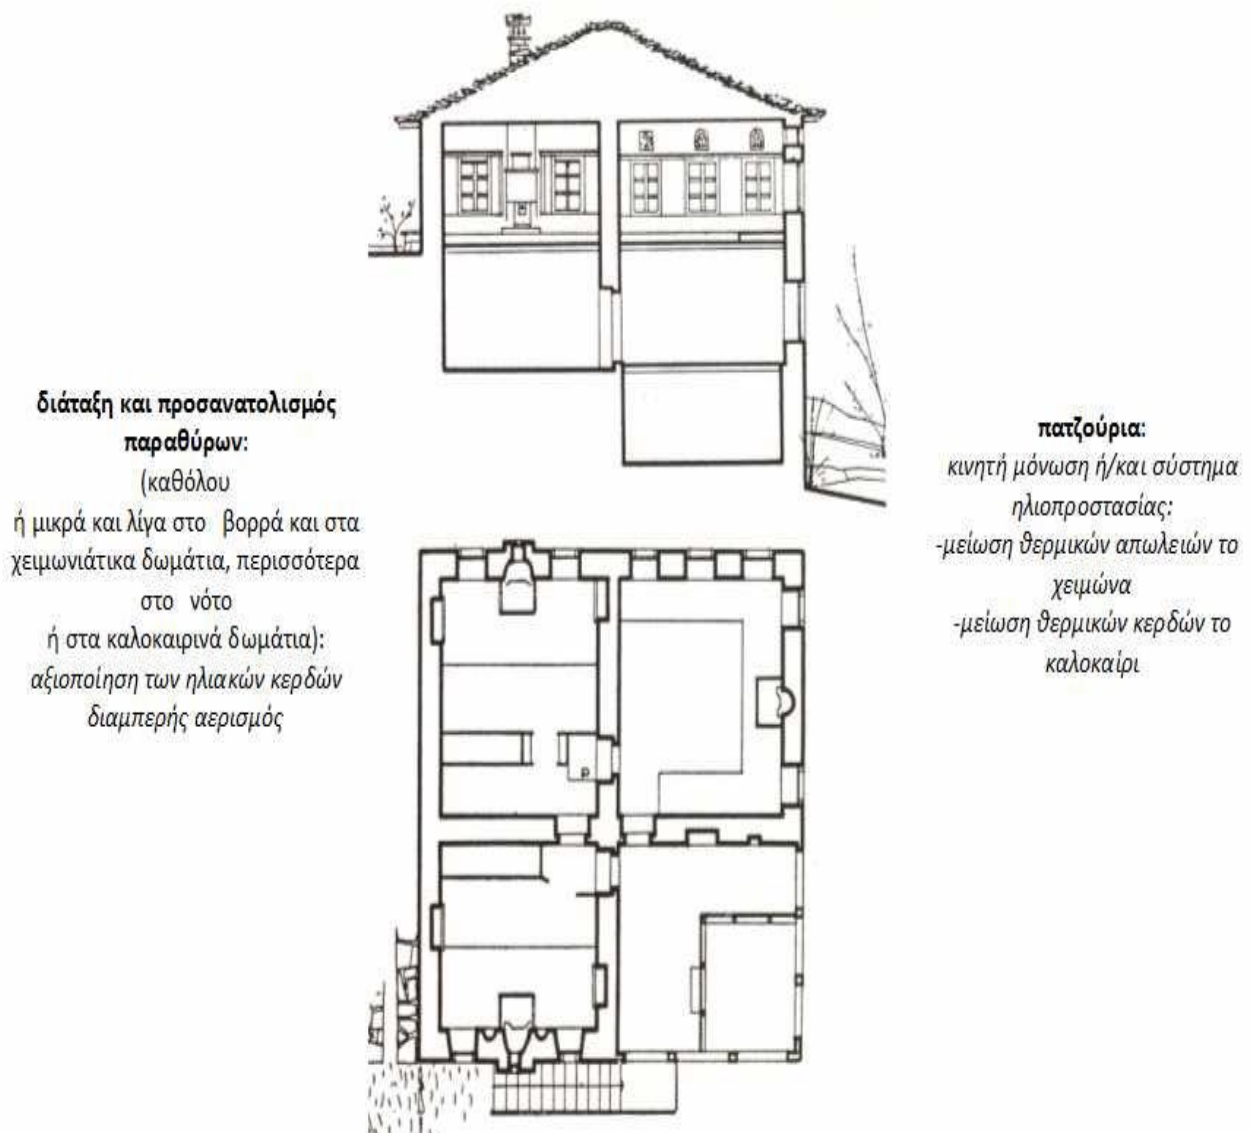 διάταξη και προσανατολισμός
παραθύρων:
(καθόλου
ή μικρά και λίγα στο βορρά και στα
χειμωνιάτικα δωμάτια, περισσότερα
στο νότο
ή στα καλοκαιρινά δωμάτια):
αξιοποίηση των ηλιακών κερδών
διαμπερής αερισμός
πατζούρια:
κινητή μόνωση ή/και σύστημα
ηλιοπροστασίας:
-μείωση θερμικών απωλειών το
χειμώνα
-μείωση θερμικών κερδών το
καλοκαίρι